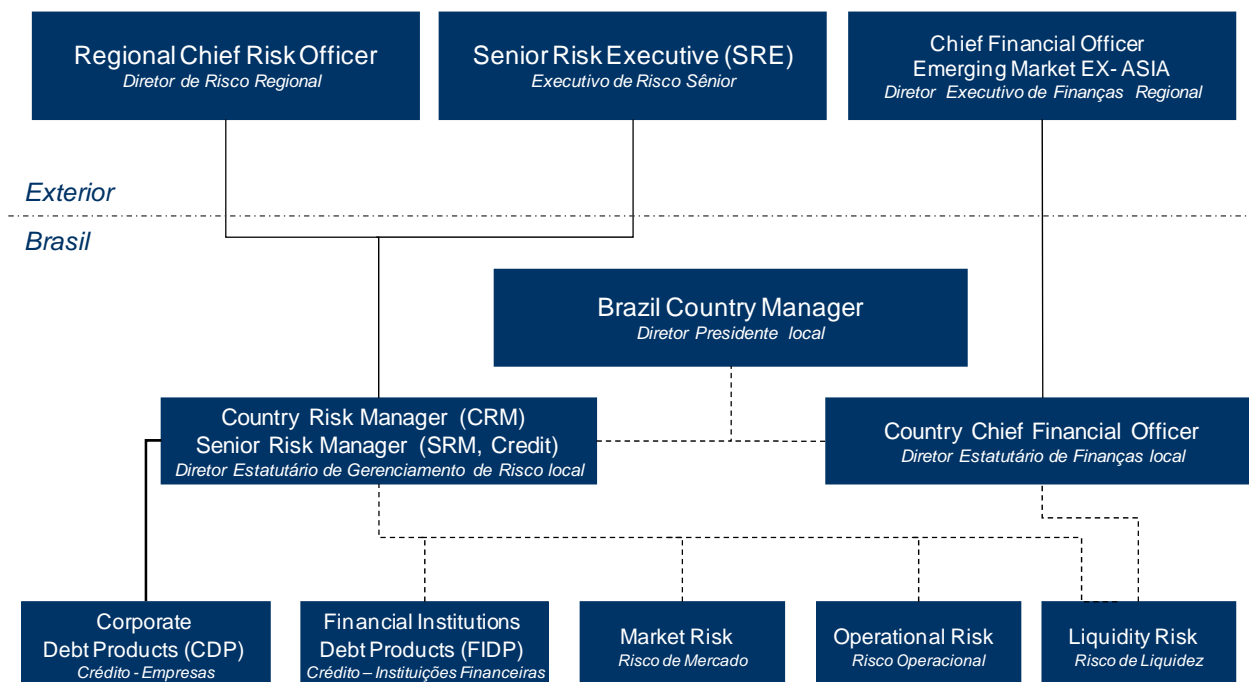 Regional Chief Risk Officer
Diretor de Risco Regional
Senior Risk Executive (SRE)
Executivo de Risco Sênior
Chief Financial Officer
Emerging Market EX- ASIA
Diretor Executivo de Finanças Regional
Exterior
Brasil
Brazil Country Manager
Diretor Presidente local
Country Risk Manager (CRM)
Senior Risk Manager (SRM, Credit)
Diretor Estatutário de Gerenciamento de Risco local
Country Chief Financial Officer
Diretor Estatutário de Finanças local
Corporate
Debt Products (CDP)
Crédito - Empresas
Financial Institutions
Debt Products (FIDP)
Crédito – Instituições Financeiras
Market Risk
Risco de Mercado
Operational Risk
Risco Operacional
Liquidity Risk
Risco de Liquidez